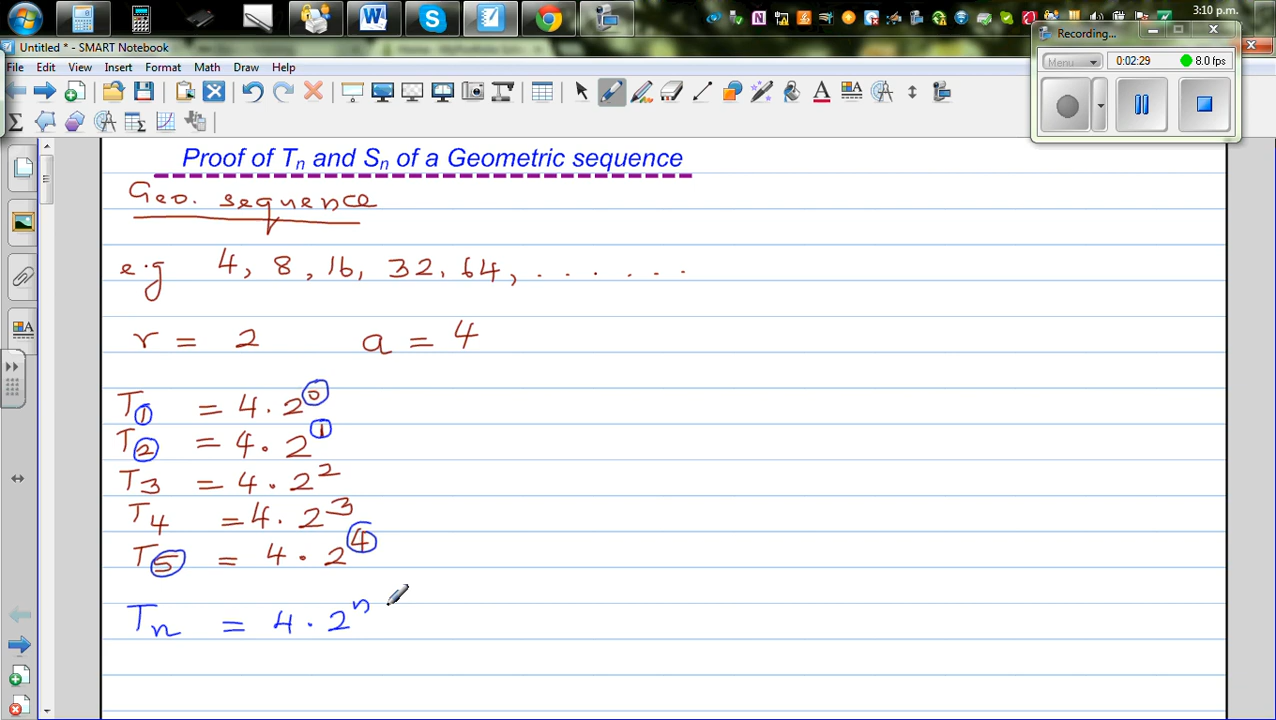 3:10 p.m.
Untitled * - SMART Notebook
Recording...
File Edit View Insert Format Math Draw Help
Menu
0:02:29
8.0 fps
Proof of Tn and Sn of a Geometric sequence
Geo. sequence
e.g 4, 8, 16, 32, 64, . . . . . .
r = 2 a = 4
T1 = 4 . 2^0
T2 = 4 . 2^1
T3 = 4 . 2^2
T4 = 4 . 2^3
T5 = 4 . 2^4
Tn = 4 . 2^n